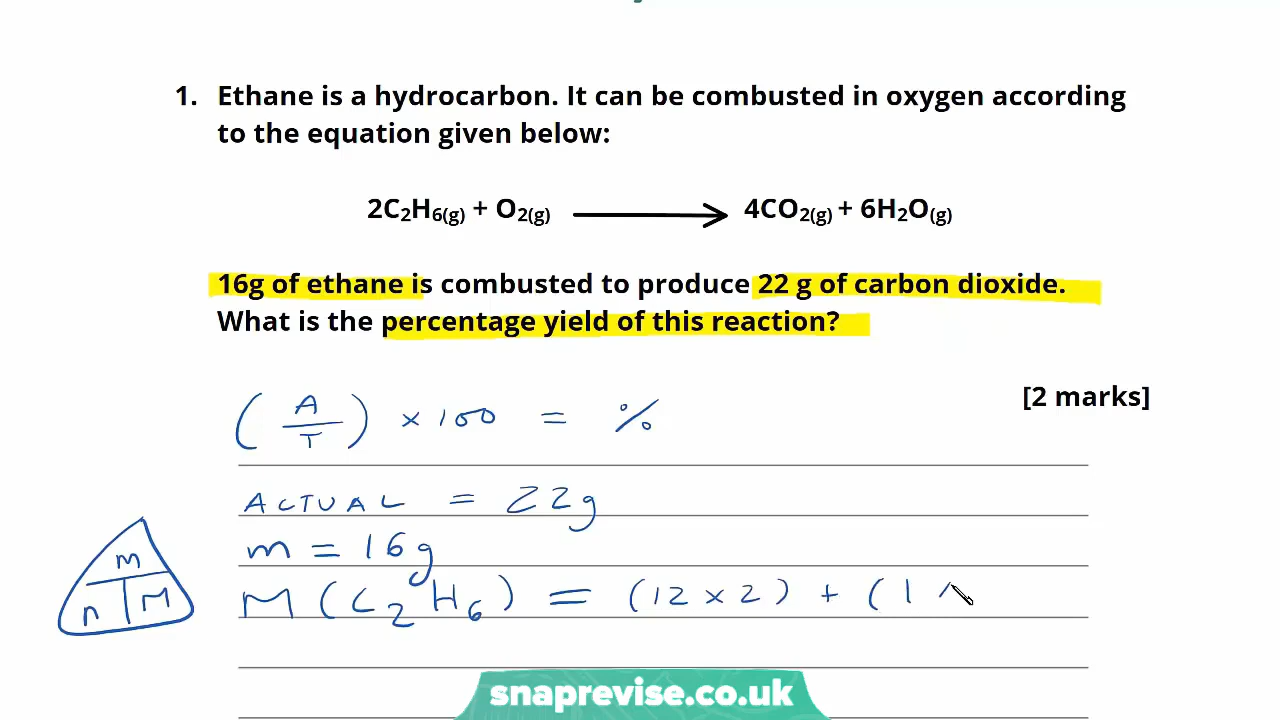 1. Ethane is a hydrocarbon. It can be combusted in oxygen according
to the equation given below:
2C₂H₆(g) + O₂(g) ⟶ 4CO₂(g) + 6H₂O(g)
16g of ethane is combusted to produce 22 g of carbon dioxide.
What is the percentage yield of this reaction?
[2 marks]
(A/T) × 100 = %
ACTUAL = 22g
m = 16g
M(C₂H₆) = (12 × 2) + (1
m
n M
snaprevise.co.uk